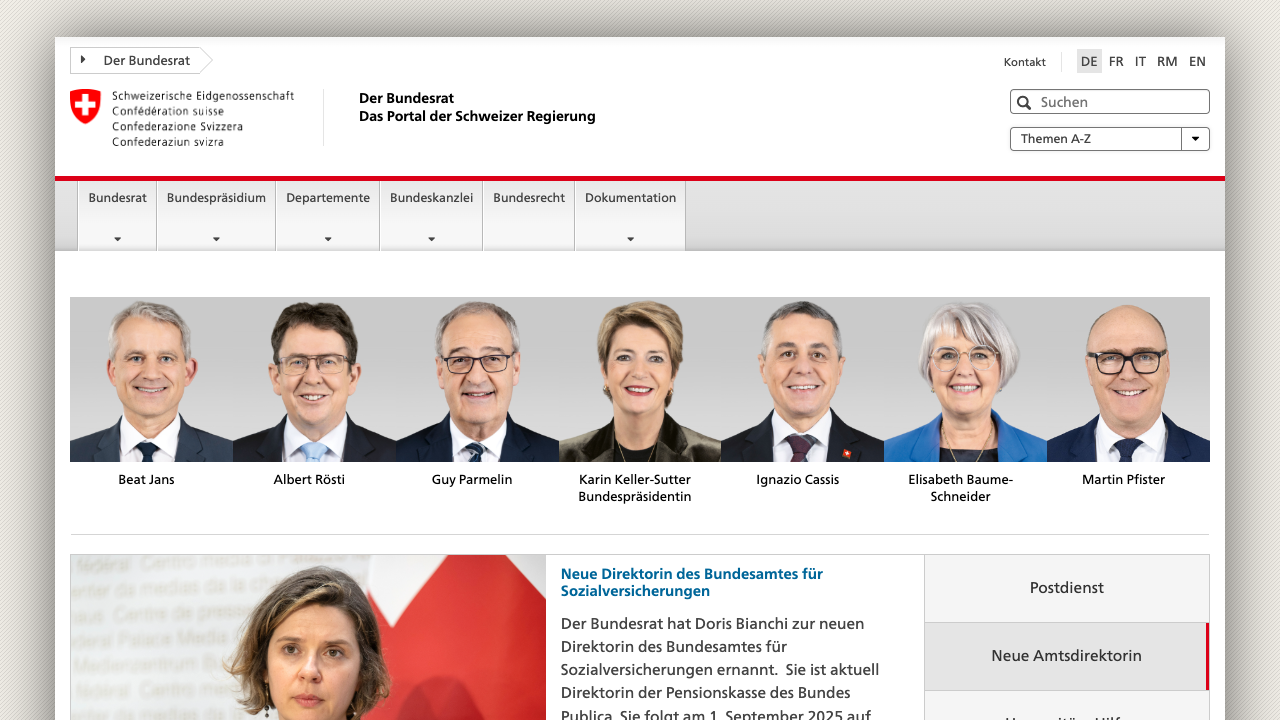 Der Bundesrat
Kontakt
DE FR IT RM EN
Schweizerische Eidgenossenschaft
Confédération suisse
Confederazione Svizzera
Confederaziun svizra
Der Bundesrat
Das Portal der Schweizer Regierung
Suchen
Themen A-Z
Bundesrat
Bundespräsidium
Departemente
Bundeskanzlei
Bundesrecht
Dokumentation
Beat Jans
Albert Rösti
Guy Parmelin
Karin Keller-Sutter
Bundespräsidentin
Ignazio Cassis
Elisabeth Baume-
Schneider
Martin Pfister
Neue Direktorin des Bundesamtes für
Sozialversicherungen
Der Bundesrat hat Doris Bianchi zur neuen
Direktorin des Bundesamtes für
Sozialversicherungen ernannt. Sie ist aktuell
Direktorin der Pensionskasse des Bundes
Publica. Sie folgt am 1. September 2025 auf
Postdienst
Neue Amtsdirektorin